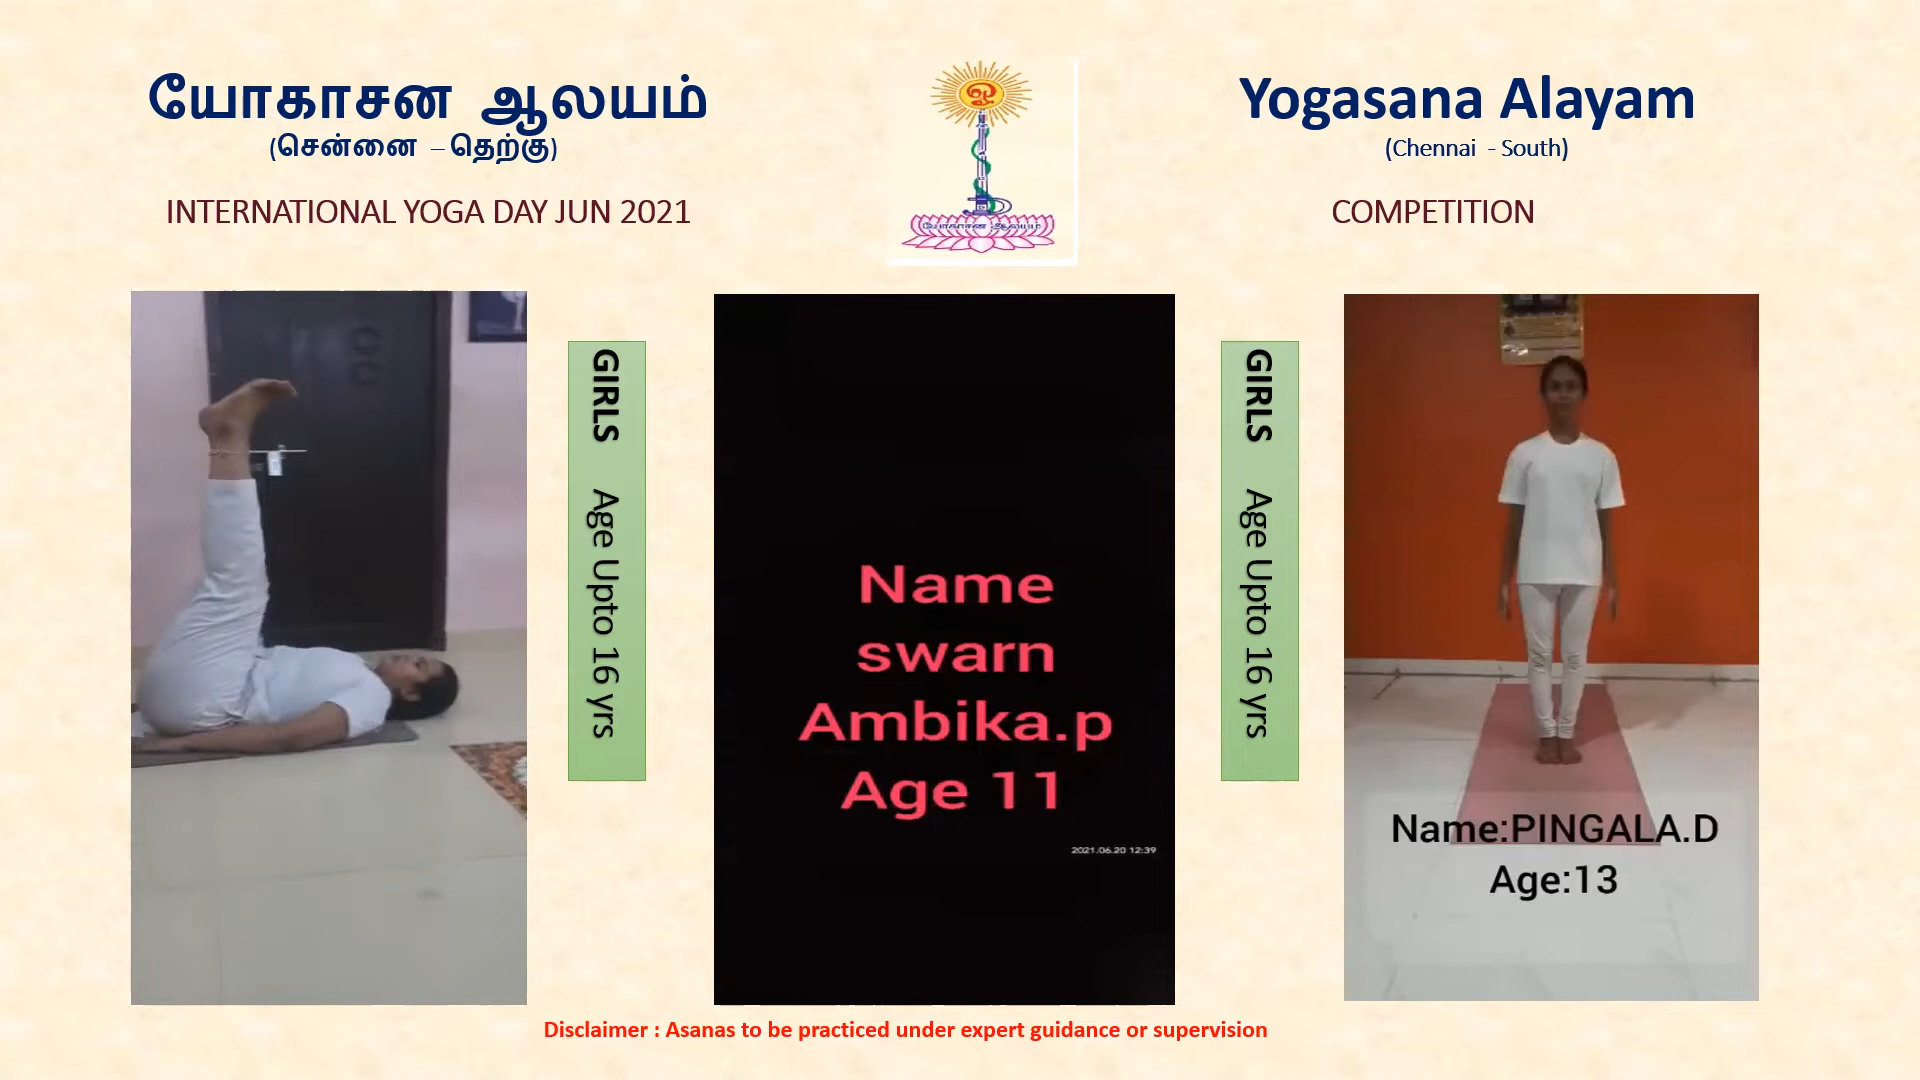 யோகாசன ஆலயம்
(சென்னை – தெற்கு)
INTERNATIONAL YOGA DAY JUN 2021
ௐ
யோகாசன ஆலயம்
Yogasana Alayam
(Chennai - South)
COMPETITION
GIRLS Age Upto 16 yrs
Name
swarn
Ambika.p
Age 11
2021.06.20 12:39
GIRLS Age Upto 16 yrs
Name:PINGALA.D
Age:13
Disclaimer : Asanas to be practiced under expert guidance or supervision